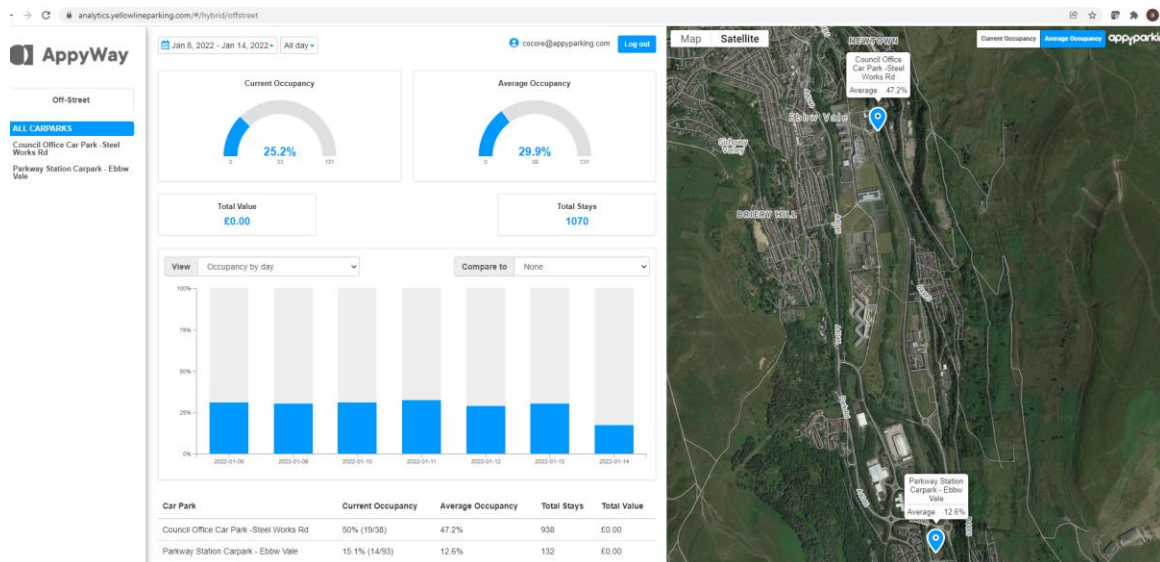 analytics.yellowlineparking.com/#/hybrid/offstreet
AppyWay
Off-Street
ALL CARPARKS
Council Office Car Park -Steel
Works Rd
Parkway Station Carpark - Ebbw
Vale
Jan 8, 2022 - Jan 14, 2022
All day
cocore@appyparking.com
Log out
Current Occupancy
25.2%
0 33 131
Average Occupancy
29.9%
0 39 131
Total Value
£0.00
Total Stays
1070
View Occupancy by day
Compare to None
100%
75%
50%
25%
0%
2022-01-08 2022-01-09 2022-01-10 2022-01-11 2022-01-12 2022-01-13 2022-01-14
Car Park Current Occupancy Average Occupancy Total Stays Total Value
Council Office Car Park -Steel Works Rd 50% (19/38) 47.2% 938 £0.00
Parkway Station Carpark - Ebbw Vale 15.1% (14/93) 12.6% 132 £0.00
Map Satellite
Current Occupancy Average Occupancy appyparking
NEWTOWN
Council Office
Car Park -Steel
Works Rd
Average 47.2%
Ebbw Vale
Sirhowy
Valley
BRIERY HILL
Parkway Station
Carpark - Ebbw
Vale
Average 12.6%